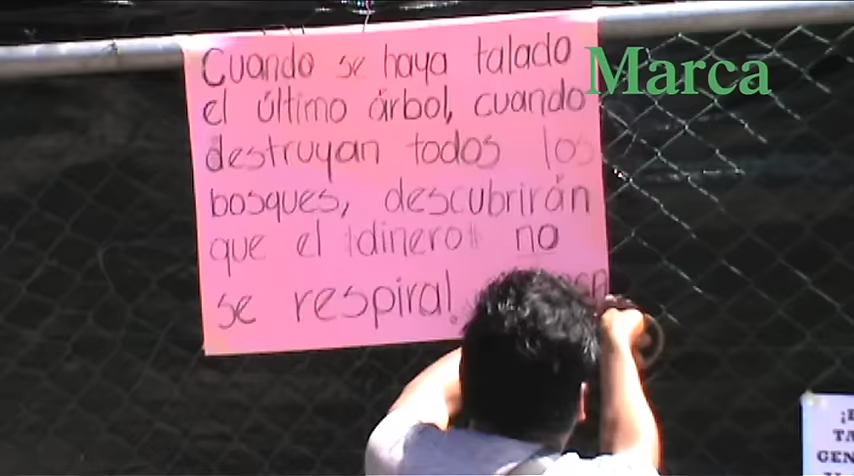 Marca
Cuando se haya talado
el último árbol, cuando
destruyan todos los
bosques, descubrirán
que el "dinero" no
se respira!